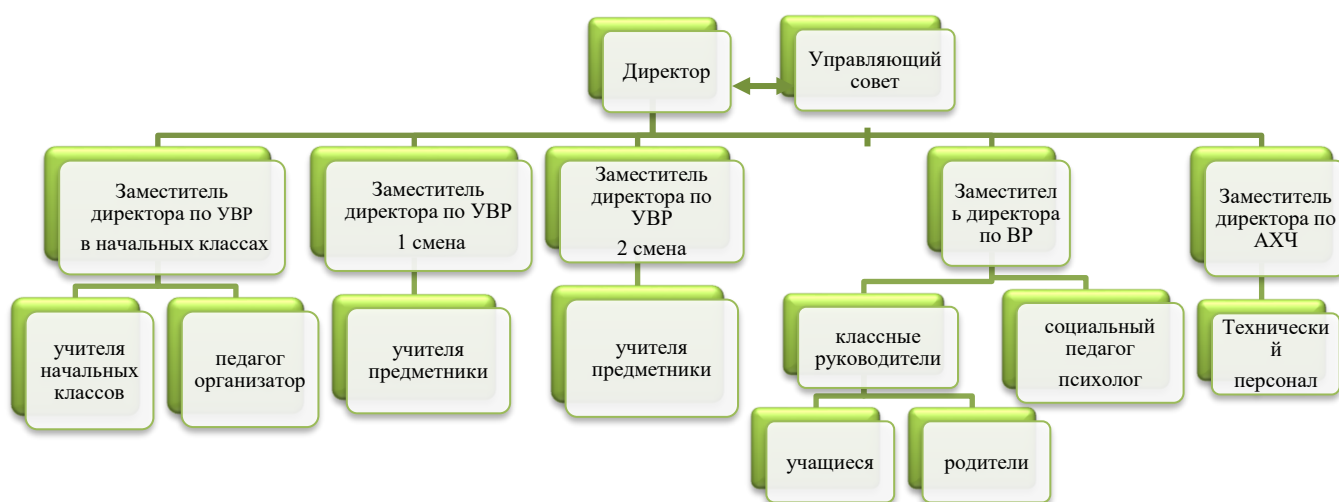 Директор
Управляющий
совет
Заместитель
директора по УВР
в начальных классах
Заместитель
директора по УВР
1 смена
Заместитель
директора по
УВР
2 смена
Заместител
ь директора
по ВР
Заместитель
директора по
АХЧ
учителя
начальных
классов
педагог
организатор
учителя
предметники
учителя
предметники
классные
руководители
социальный
педагог
психолог
Технически
й
персонал
учащиеся
родители